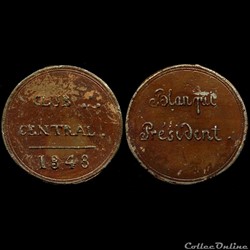 CLUB
CENTRAL.
1848
Blanqui
Président.
CollecOnline